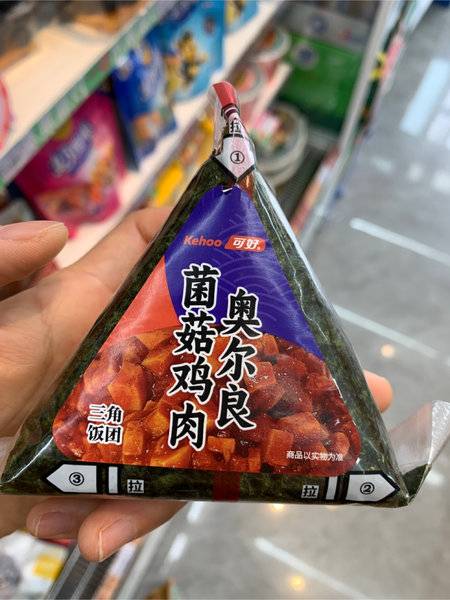 拉
①
Kehoo 可好
奥尔良
菌菇鸡肉
三角
饭团
商品以实物为准
③ 拉
拉 ②